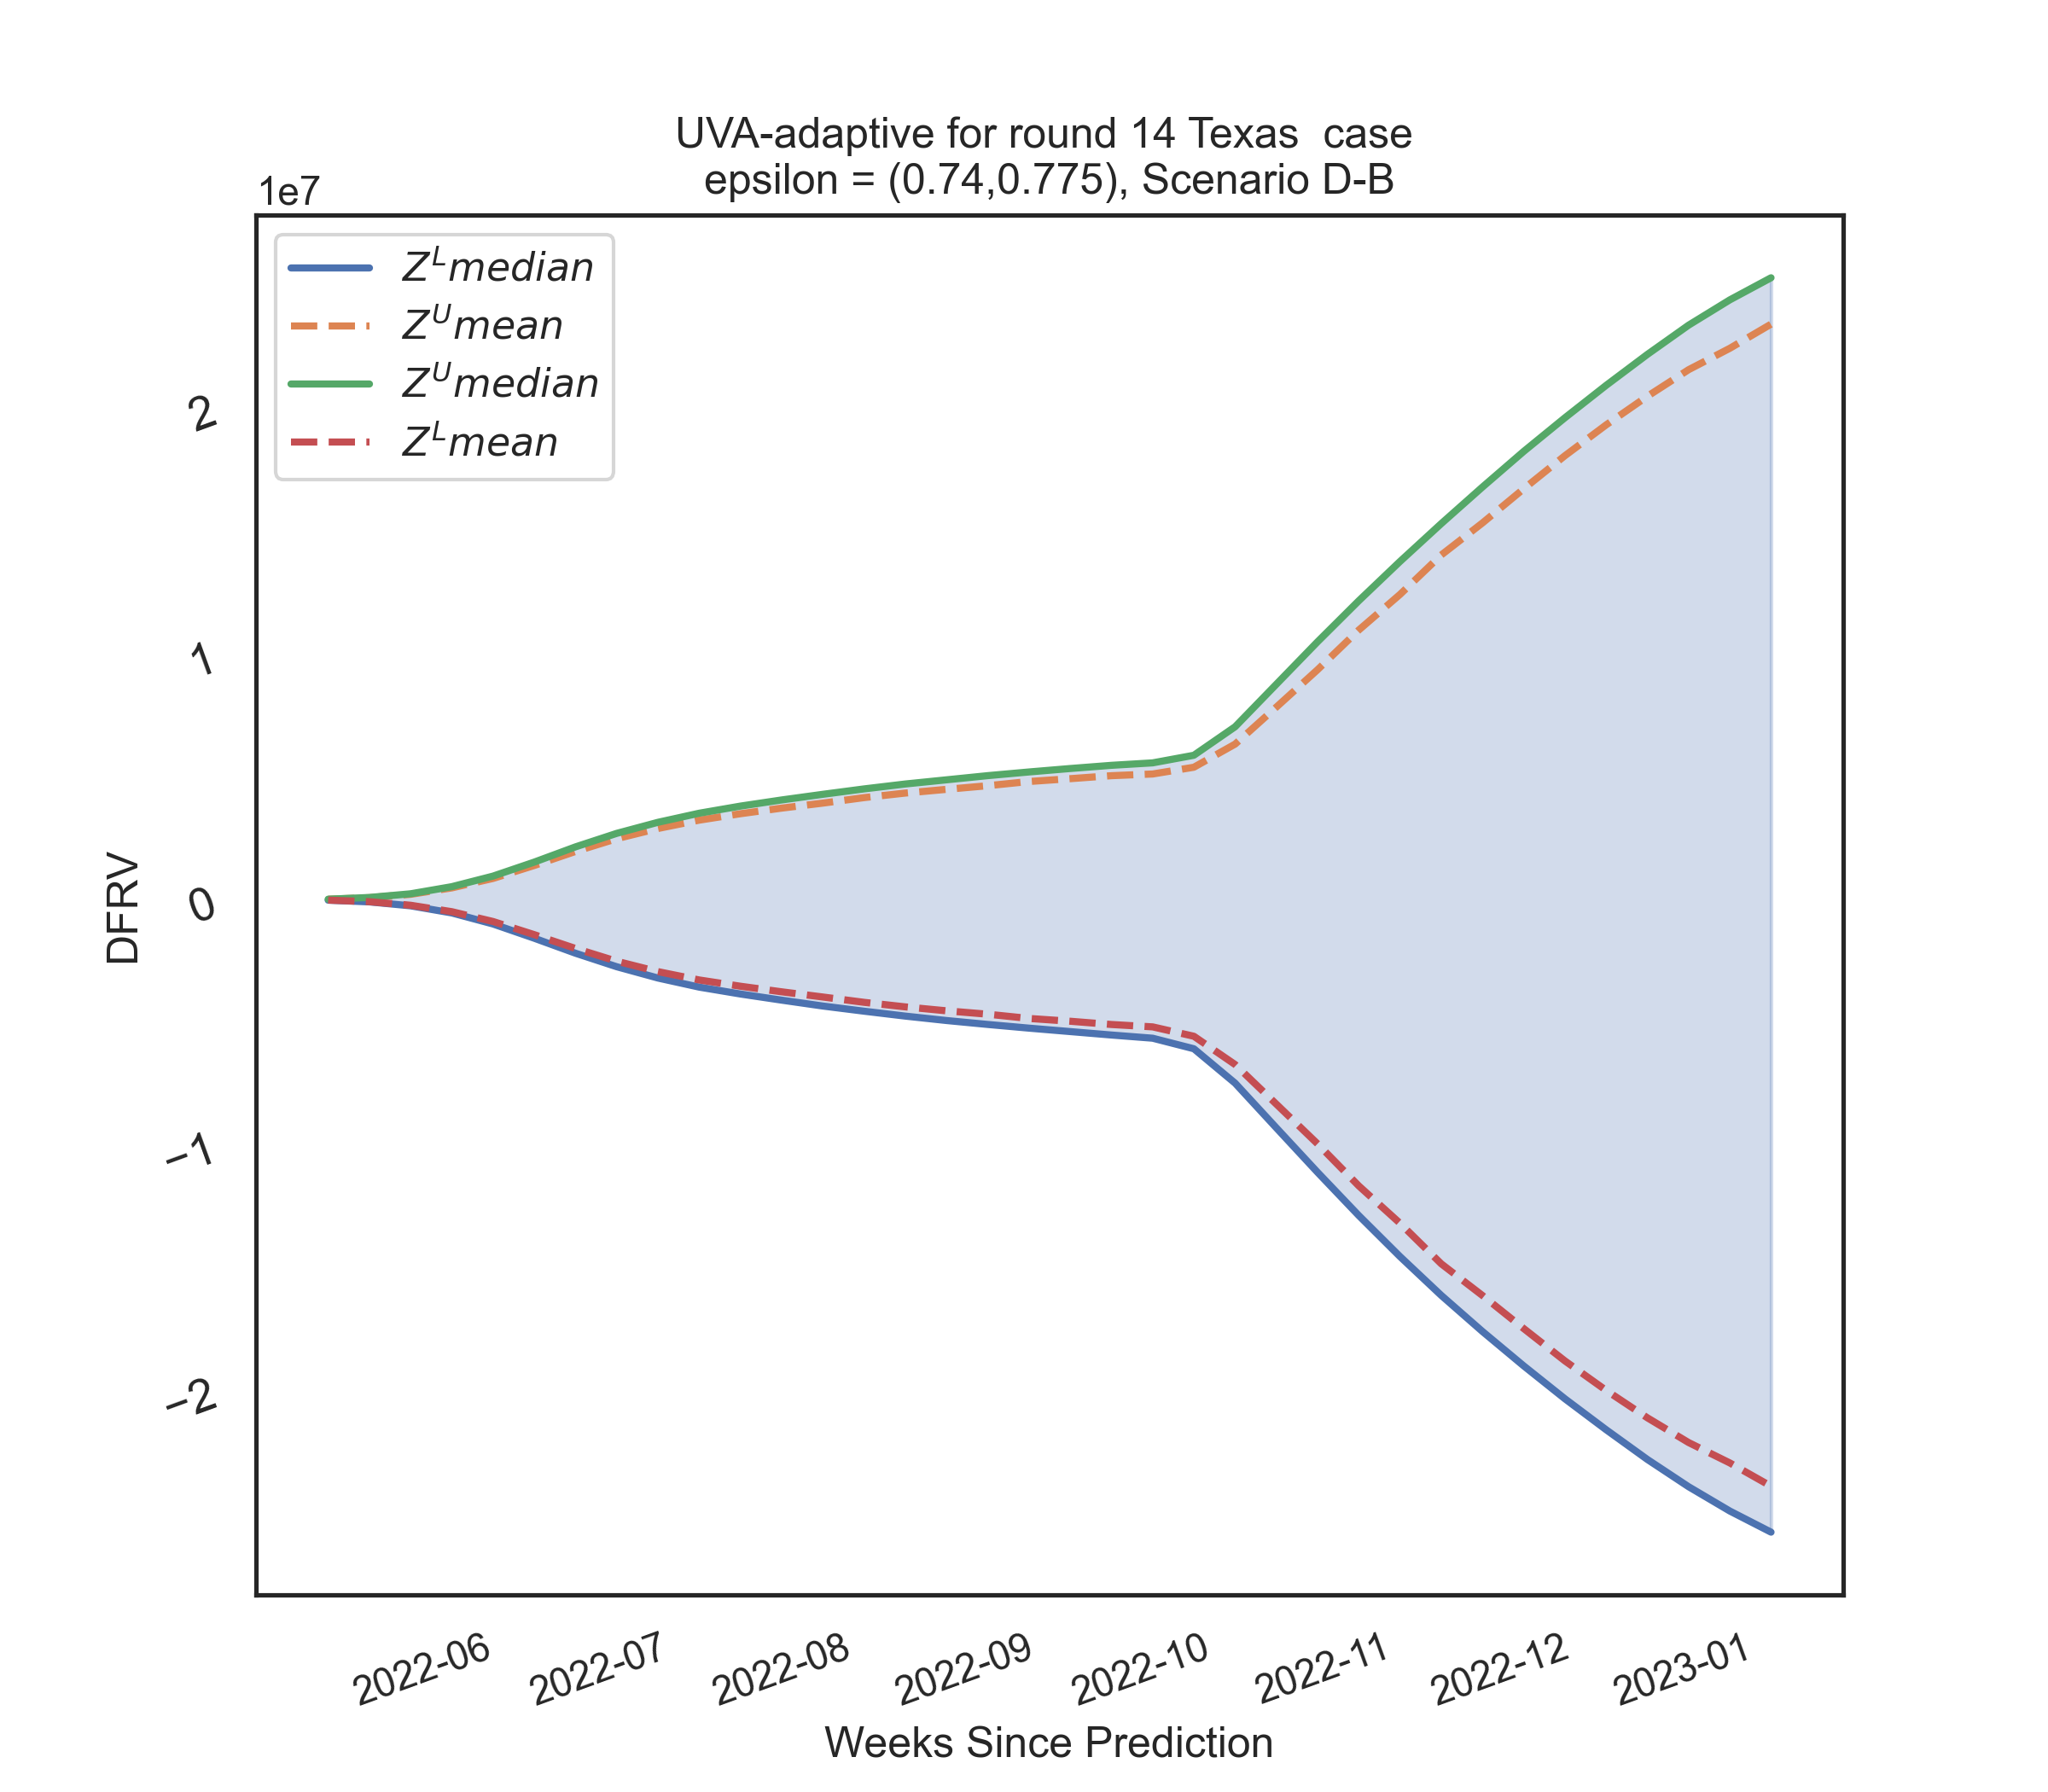 UVA-adaptive for round 14 Texas  case
epsilon = (0.74,0.775), Scenario D-B
1e7
Z^L median
Z^U mean
Z^U median
Z^L mean
2
1
0
−1
−2
DFRV
2022-06
2022-07
2022-08
2022-09
2022-10
2022-11
2022-12
2023-01
Weeks Since Prediction